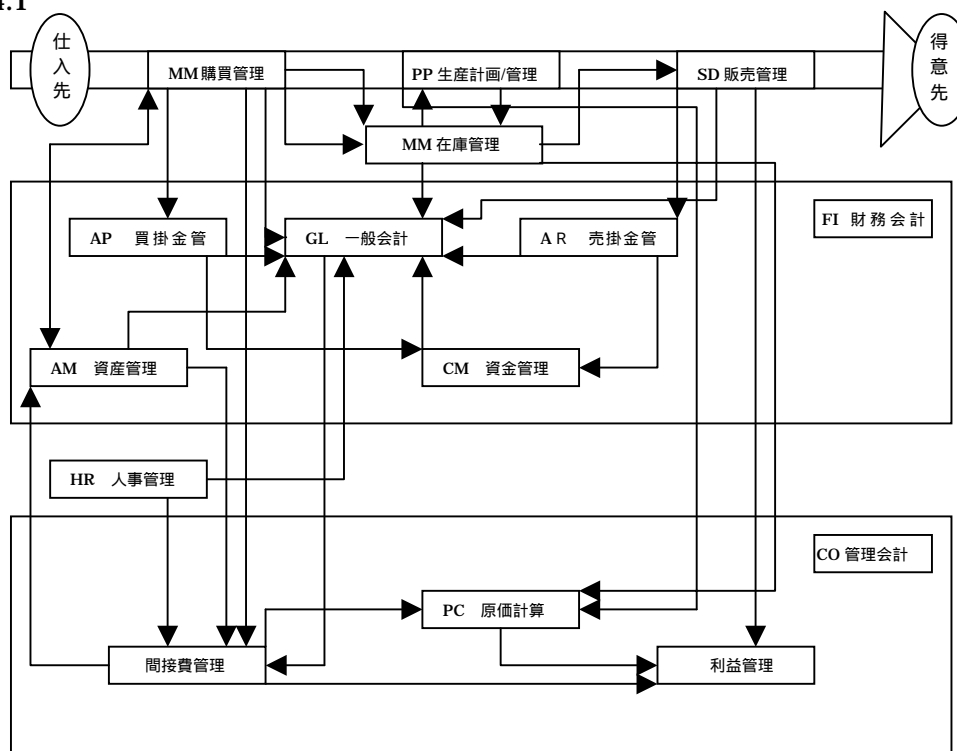 4.1
仕入先
MM 購買管理
PP 生産計画/管理
SD 販売管理
得意先
MM 在庫管理
FI 財務会計
AP 買掛金管
GL 一般会計
AR 売掛金管
AM 資産管理
CM 資金管理
HR 人事管理
CO 管理会計
PC 原価計算
間接費管理
利益管理